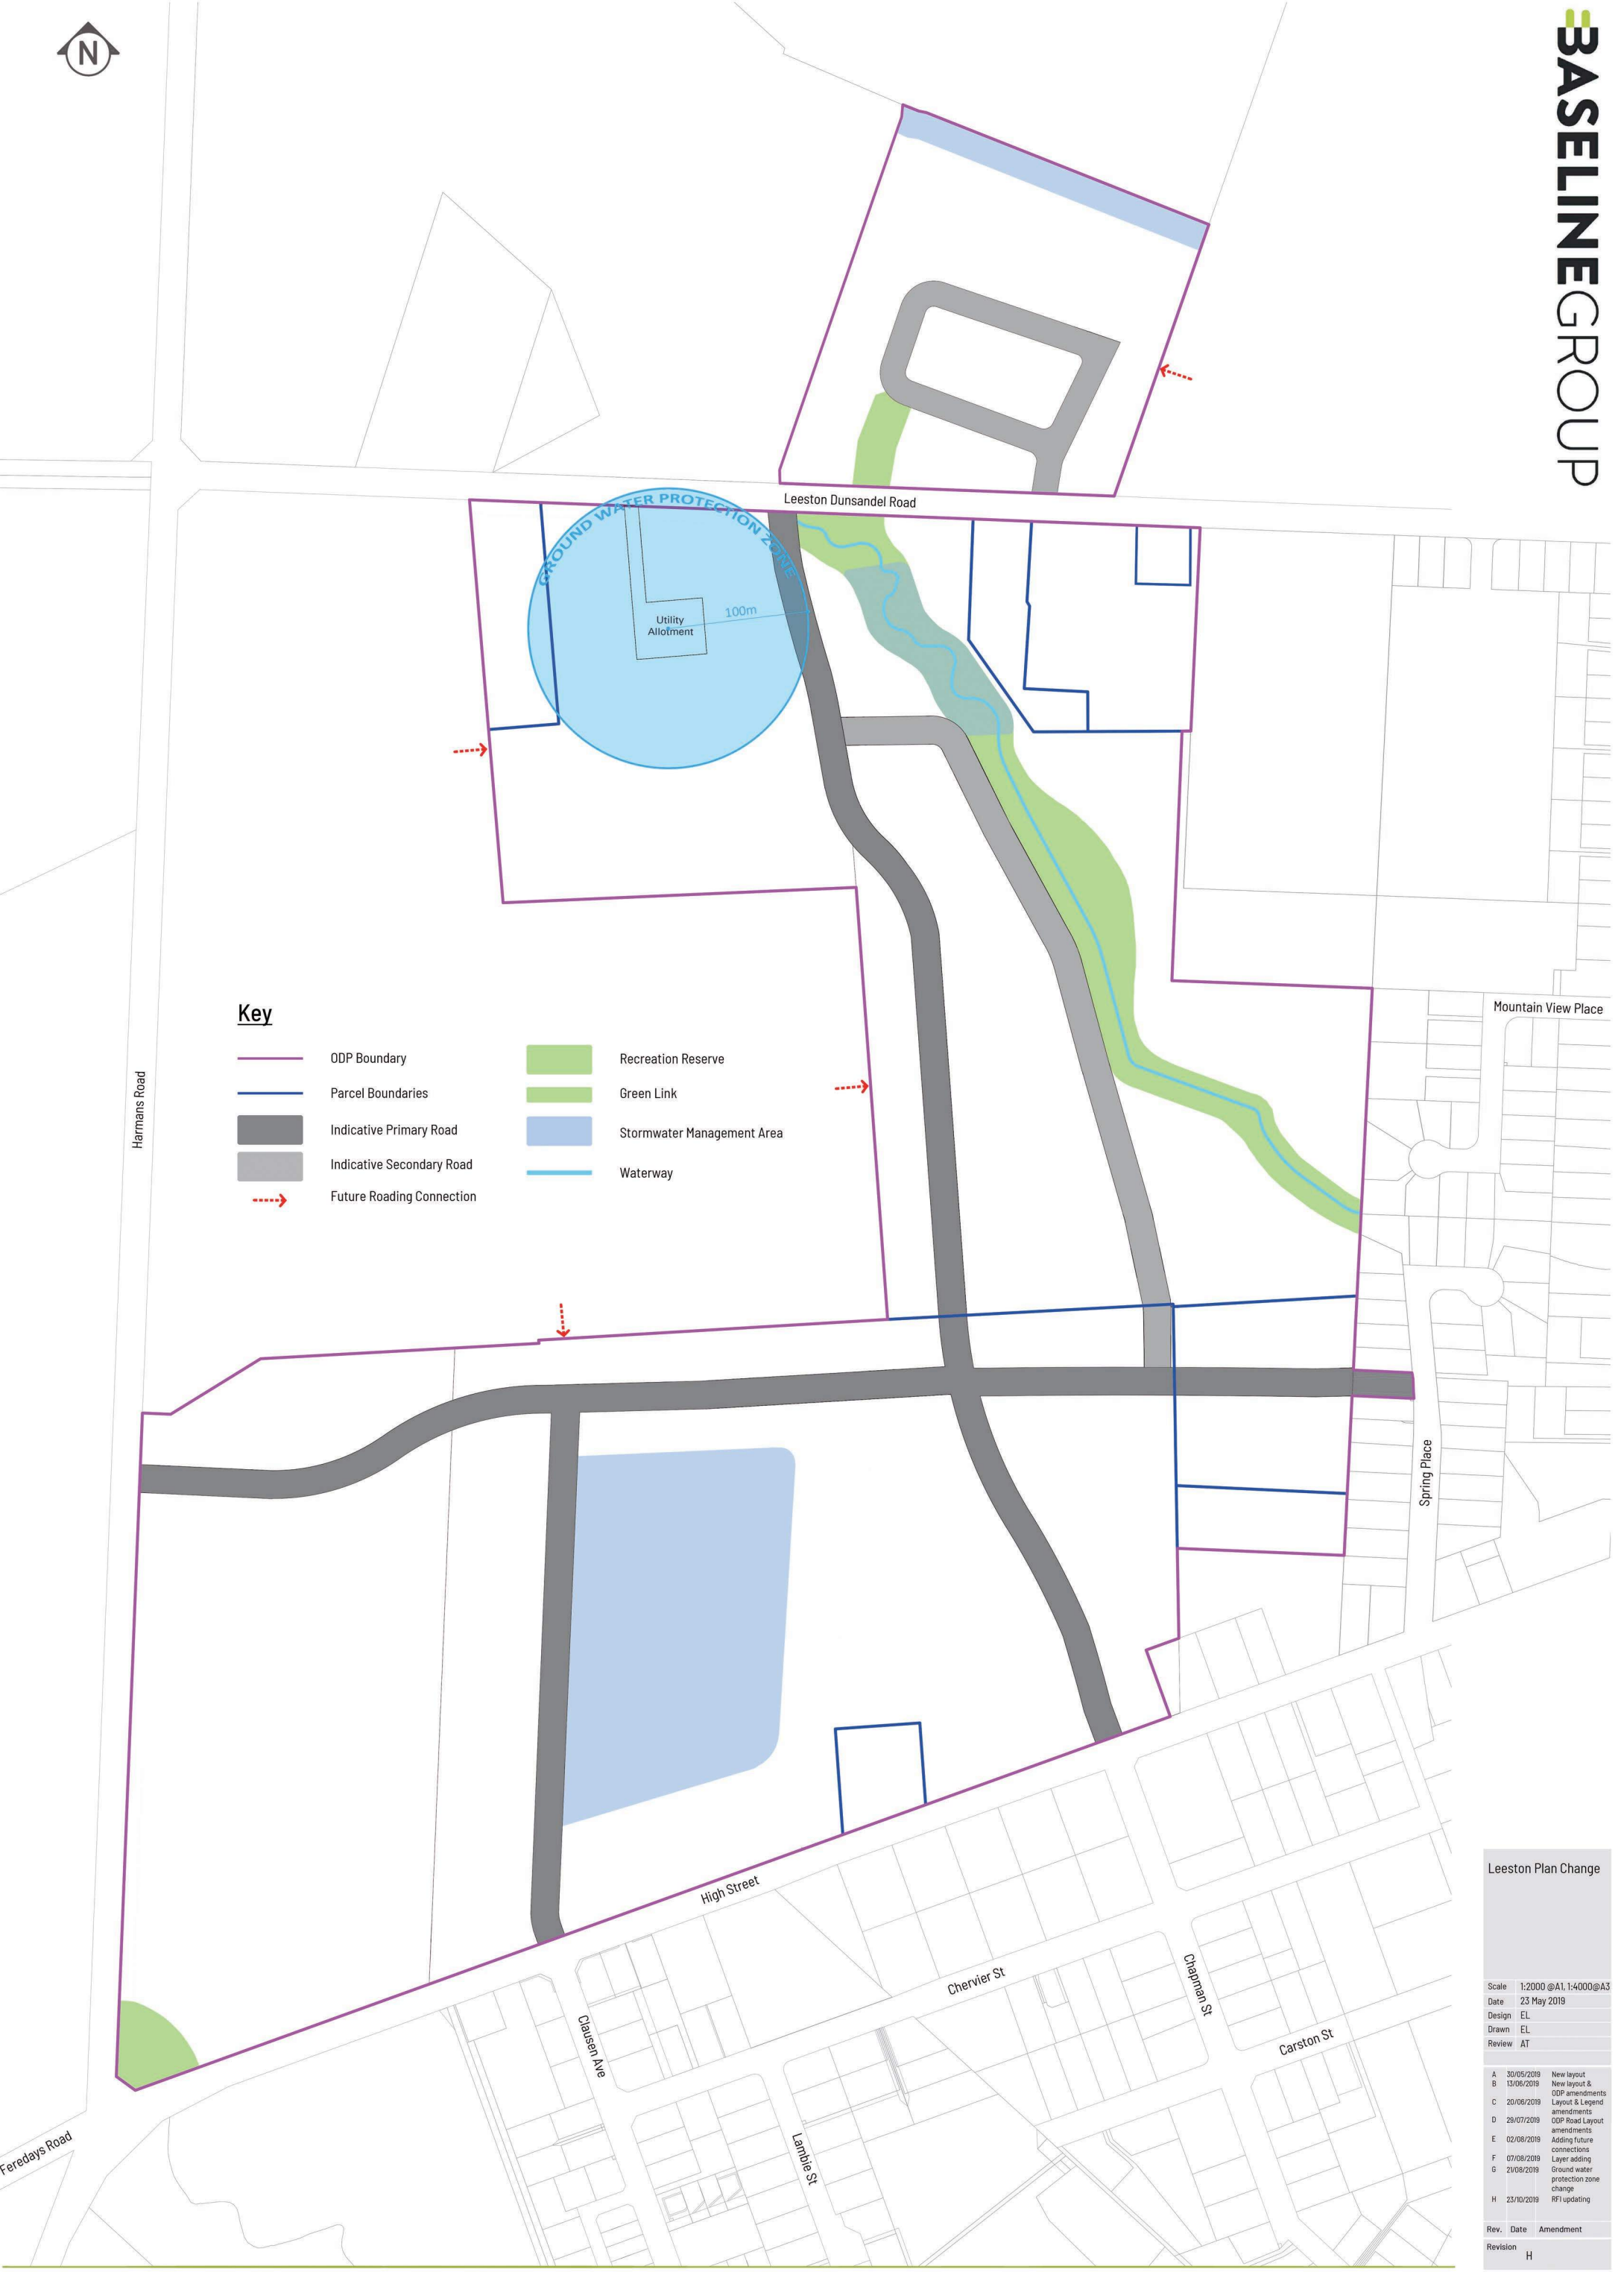 N
BASELINEGROUP
Leeston Dunsandel Road
GROUND WATER PROTECTION ZONE
100m
Utility
Allotment
Mountain View Place
Harmans Road
Key
ODP Boundary
Parcel Boundaries
Indicative Primary Road
Indicative Secondary Road
Future Roading Connection
Recreation Reserve
Green Link
Stormwater Management Area
Waterway
Spring Place
High Street
Chervier St
Chapman St
Carston St
Clausen Ave
Lambie St
Feredays Road
Leeston Plan Change
Scale 1:2000 @A1, 1:4000@A3
Date 23 May 2019
Design EL
Drawn EL
Review AT
A 30/05/2019 New layout
B 13/06/2019 New layout &
ODP amendments
C 20/06/2019 Layout & Legend
amendments
D 29/07/2019 ODP Road Layout
amendments
E 02/08/2019 Adding future
connections
F 07/08/2019 Layer adding
G 21/08/2019 Ground water
protection zone
change
H 23/10/2019 RFI updating
Rev. Date Amendment
Revision
H